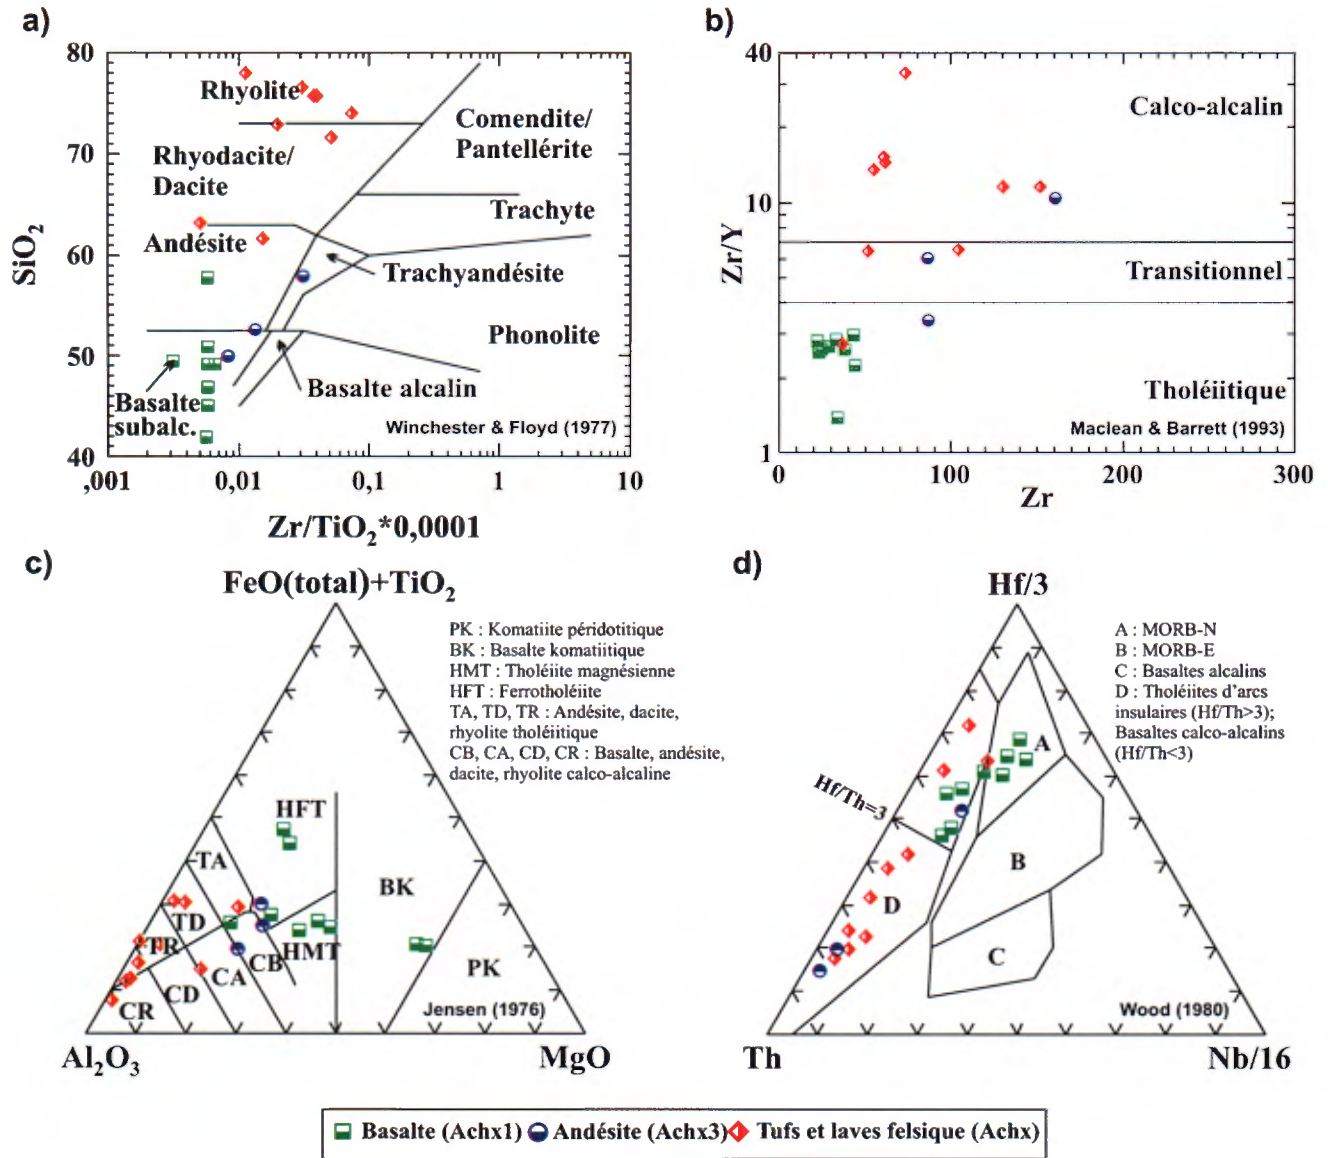 a)
80
70
60
50
40
SiO₂
,001
0,01
0,1
1
10
Zr/TiO₂*0,0001
Rhyolite
Comendite/
Pantellérite
Rhyodacite/
Dacite
Trachyte
Andésite
Trachyandésite
Phonolite
Basalte alcalin
Basalte
subalc.
Winchester & Floyd (1977)
b)
40
10
1
Zr/Y
0
100
200
300
Zr
Calco-alcalin
Transitionnel
Tholéiitique
Maclean & Barrett (1993)
c)
FeO(total)+TiO₂
PK : Komatiite péridotitique
BK : Basalte komatiitique
HMT : Tholéiite magnésienne
HFT : Ferrotholéiite
TA, TD, TR : Andésite, dacite,
rhyolite tholéiitique
CB, CA, CD, CR : Basalte, andésite,
dacite, rhyolite calco-alcaline
HFT
TA
BK
TD
TR
HMT
CB
CA
CD
CR
PK
Jensen (1976)
Al₂O₃
MgO
d)
Hf/3
A : MORB-N
B : MORB-E
C : Basaltes alcalins
D : Tholéiites d'arcs
insulaires (Hf/Th>3);
Basaltes calco-alcalins
(Hf/Th<3)
A
Hf/Th=3
B
D
C
Wood (1980)
Th
Nb/16
Basalte (Achx1)
Andésite (Achx3)
Tufs et laves felsique (Achx)